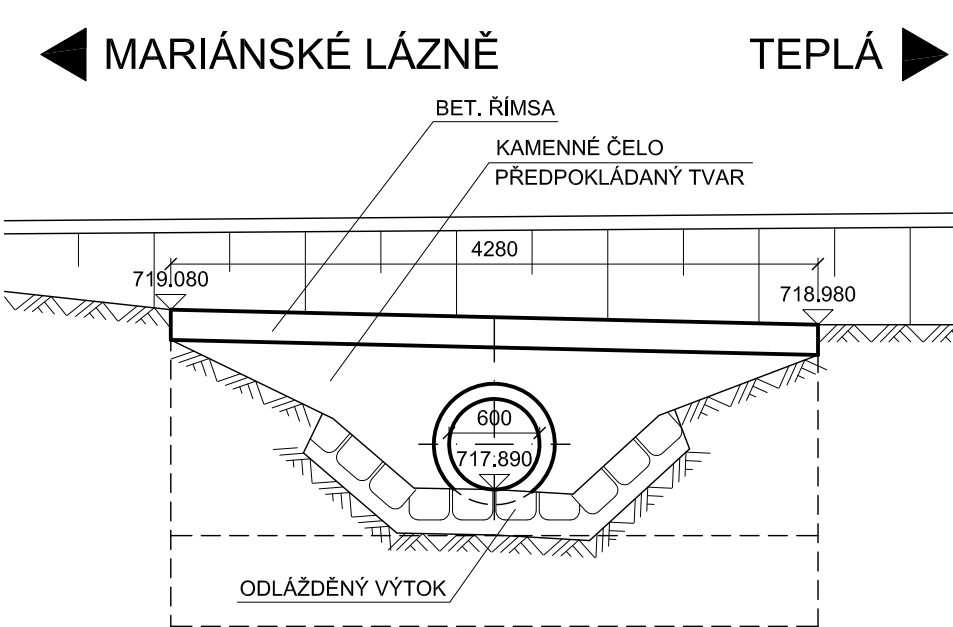 MARIÁNSKÉ LÁZNĚ
TEPLÁ
BET. ŘÍMSA
KAMENNÉ ČELO
PŘEDPOKLÁDANÝ TVAR
4280
719.080
718.980
600
717.890
ODLÁŽDĚNÝ VÝTOK